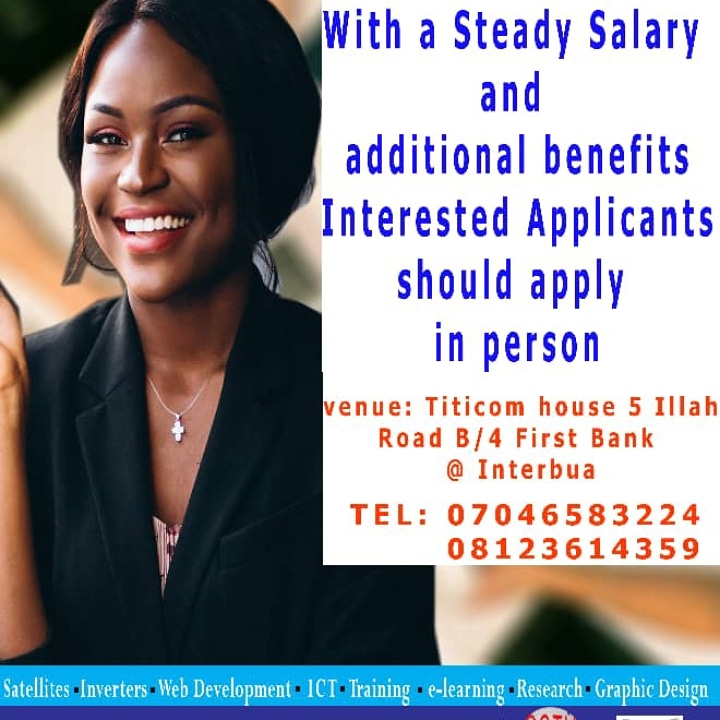 With a Steady Salary
and
additional benefits
Interested Applicants
should apply
in person
venue: Titicom house 5 Illah
Road B/4 First Bank
@ Interbua
TEL: 07046583224
08123614359
Satellites ▪Inverters▪Web Development▪ 1CT▪Training ▪e-learning▪Research▪Graphic Design